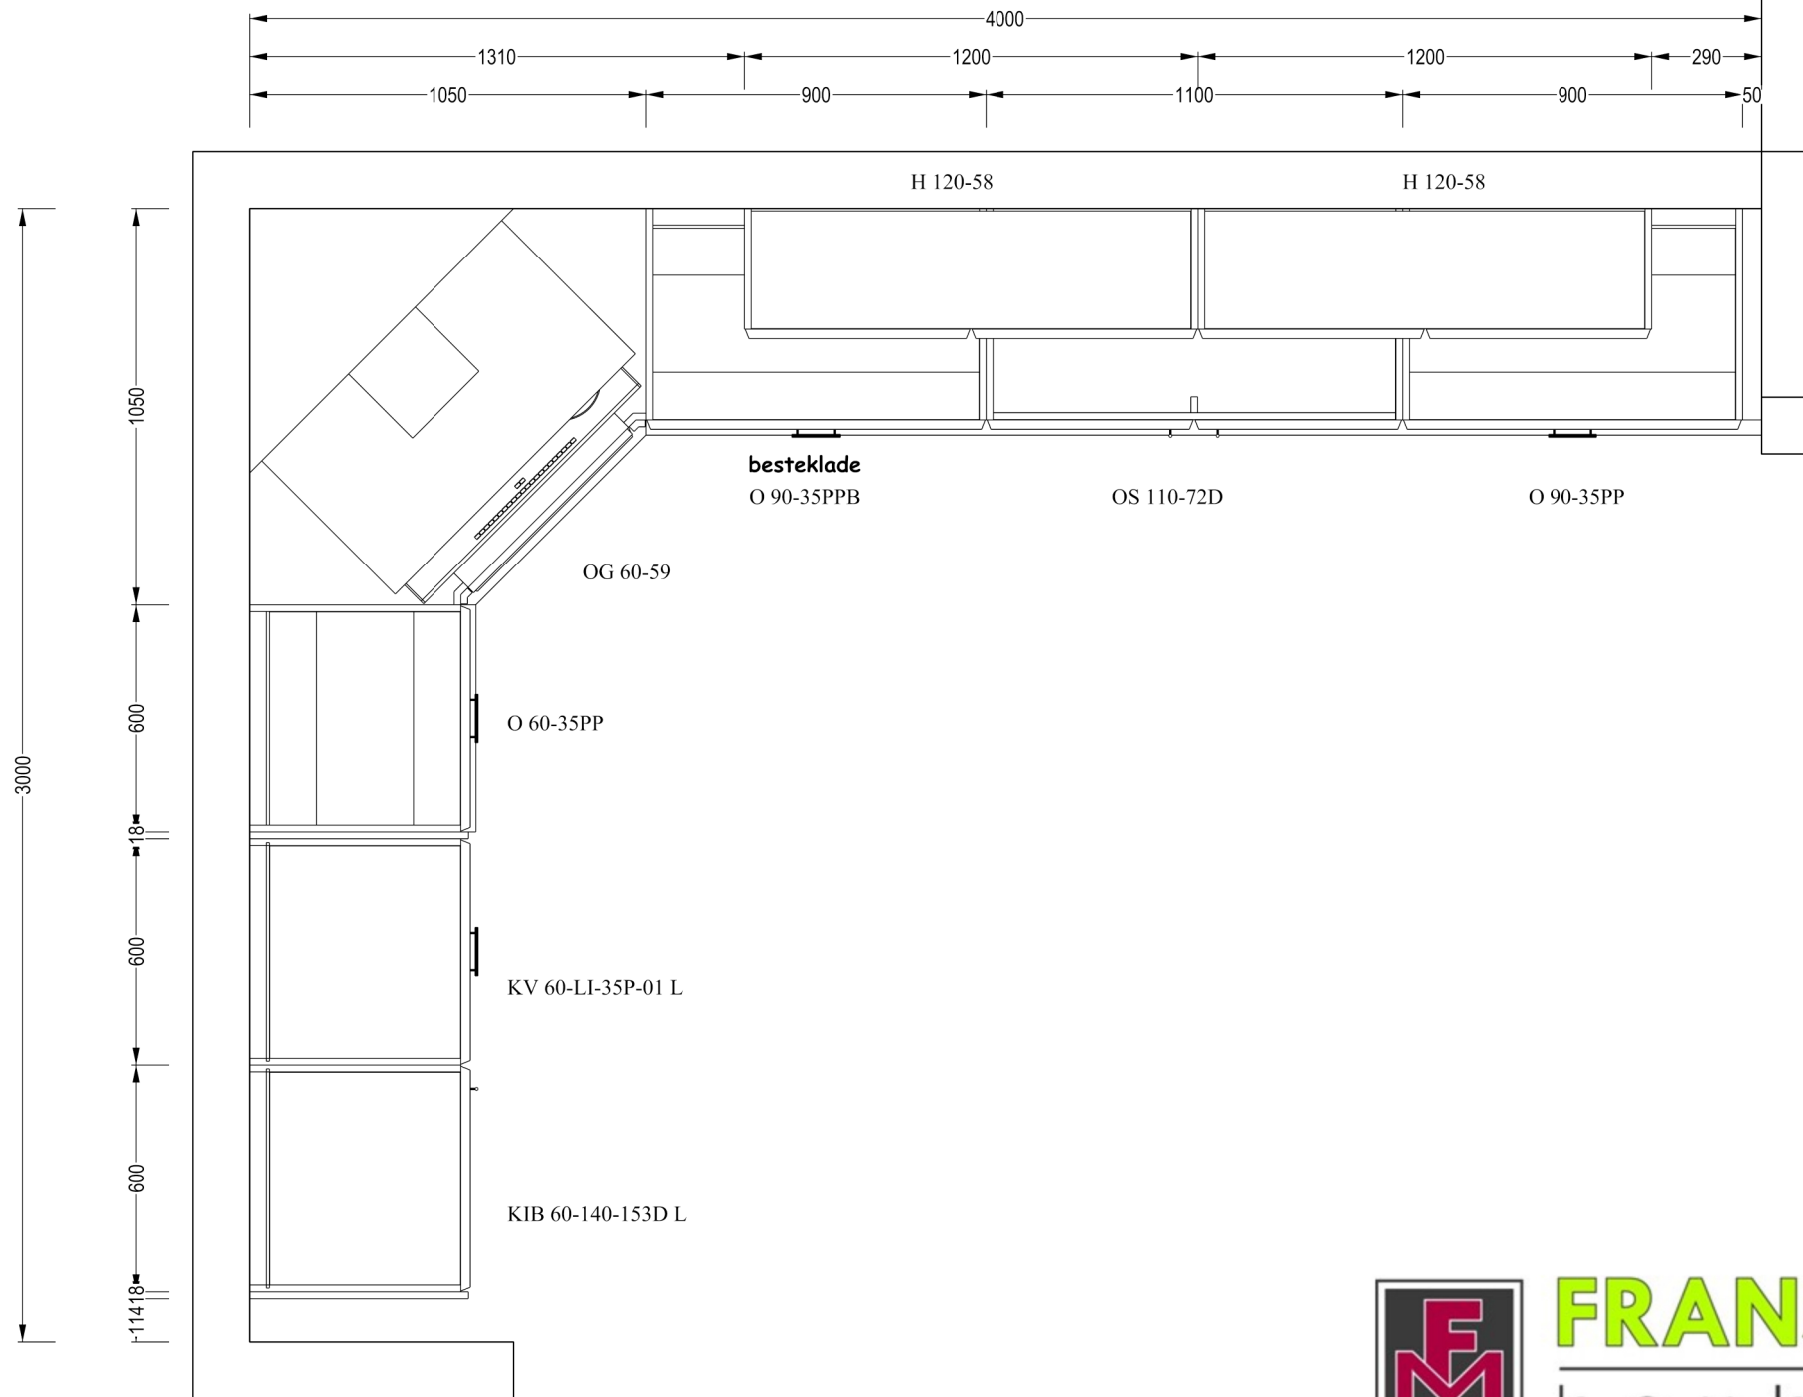 4000
1310 1200 1200 290
1050 900 1100 900 50
H 120-58 H 120-58
besteklade
O 90-35PPB OS 110-72D O 90-35PP
OG 60-59
O 60-35PP
KV 60-LI-35P-01 L
KIB 60-140-153D L
3000
1050
600
18
600
600
18
114
FM
FRAN